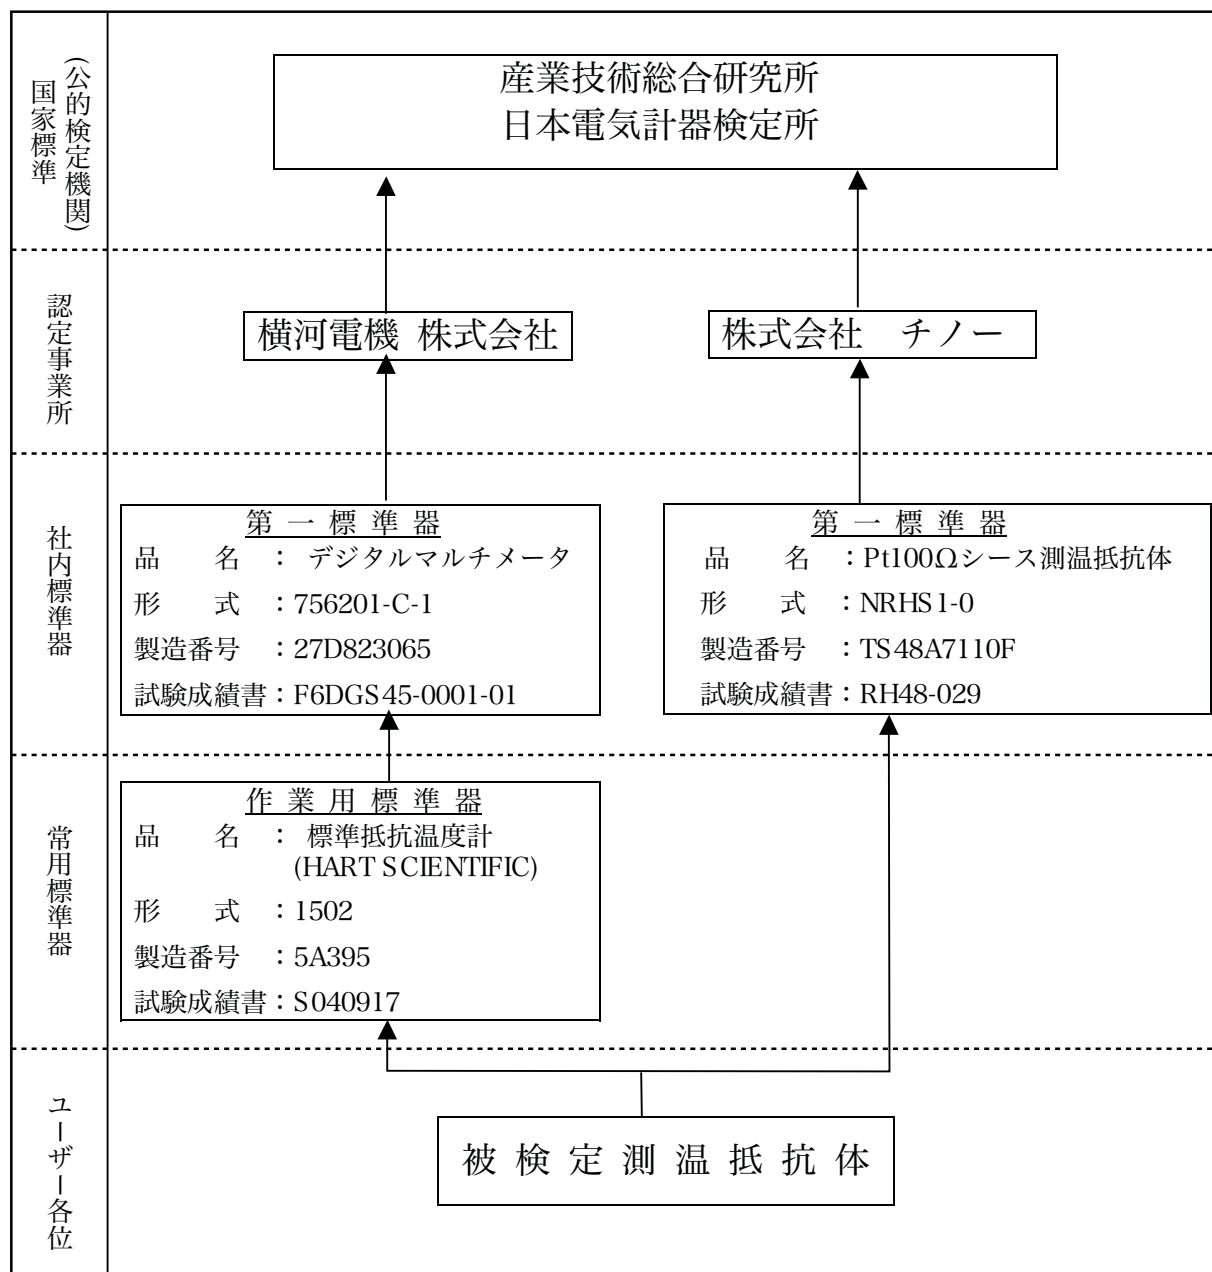 国家標準
(公的検定機関)
産業技術総合研究所
日本電気計器検定所
認定事業所
横河電機 株式会社
株式会社 チノー
社内標準器
第一標準器
品 名 : デジタルマルチメータ
形 式 :756201-C-1
製造番号 :27D823065
試験成績書:F6DGS45-0001-01
第一標準器
品 名 :Pt100Ωシース測温抵抗体
形 式 :NRHS1-0
製造番号 :TS48A7110F
試験成績書:RH48-029
常用標準器
作業用標準器
品 名 : 標準抵抗温度計
(HART SCIENTIFIC)
形 式 :1502
製造番号 :5A395
試験成績書:S040917
ユーザー各位
被検定測温抵抗体